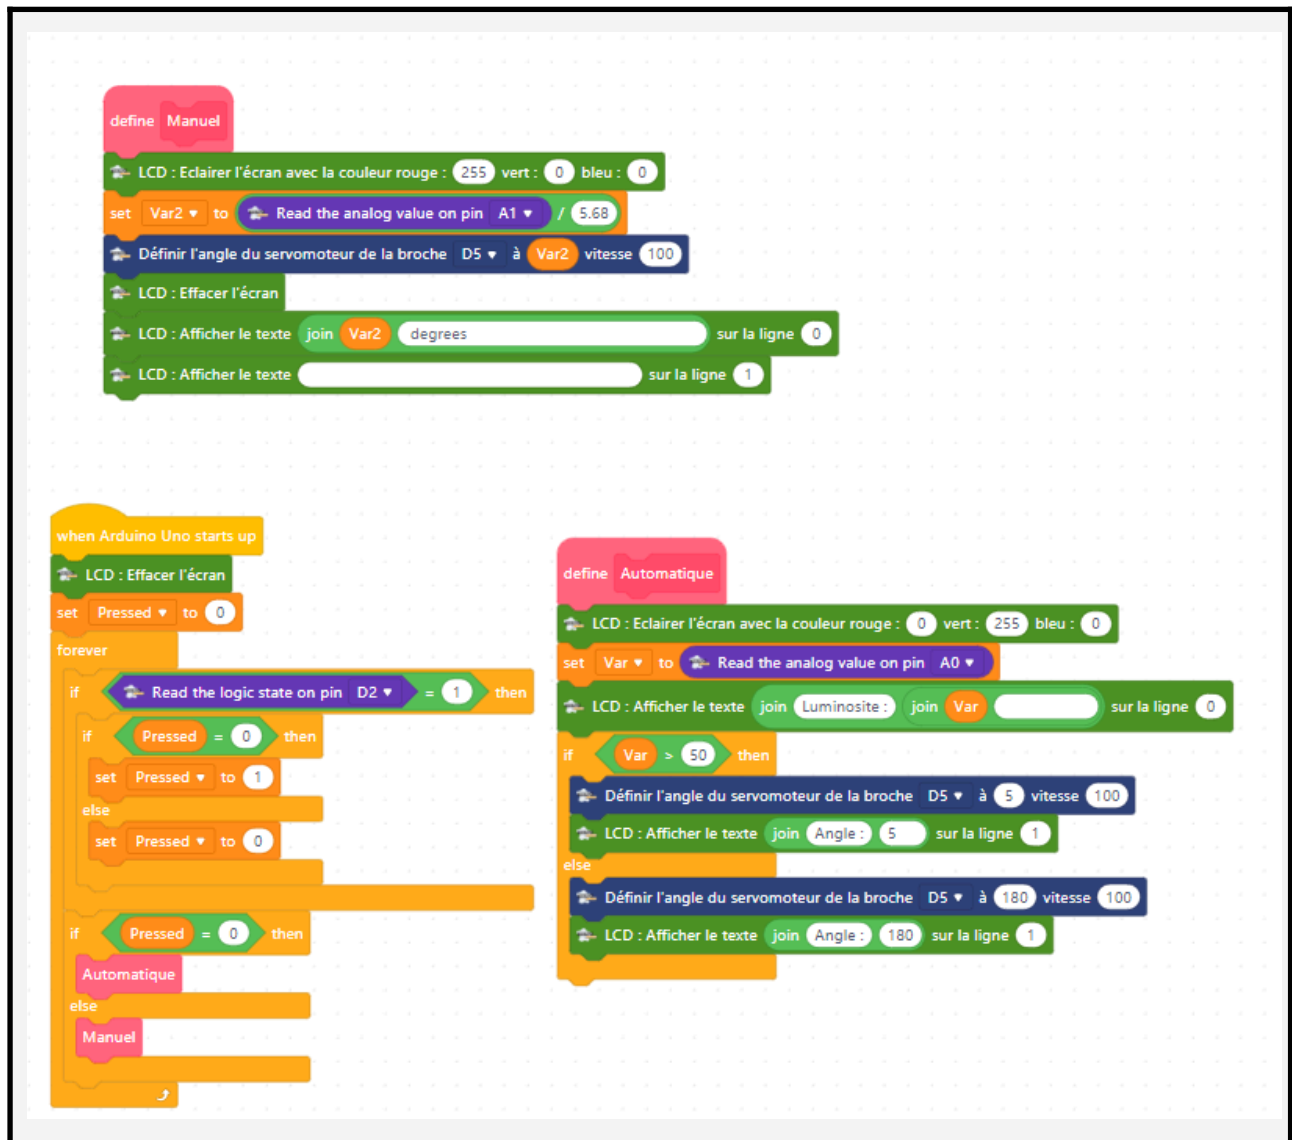 define Manuel
LCD : Eclairer l'écran avec la couleur rouge : 255 vert : 0 bleu : 0
set Var2 to Read the analog value on pin A1 / 5.68
Définir l'angle du servomoteur de la broche D5 à Var2 vitesse 100
LCD : Effacer l'écran
LCD : Afficher le texte join Var2 degrees sur la ligne 0
LCD : Afficher le texte sur la ligne 1
when Arduino Uno starts up
LCD : Effacer l'écran
set Pressed to 0
forever
if Read the logic state on pin D2 = 1 then
if Pressed = 0 then
set Pressed to 1
else
set Pressed to 0
if Pressed = 0 then
Automatique
else
Manuel
define Automatique
LCD : Eclairer l'écran avec la couleur rouge : 0 vert : 255 bleu : 0
set Var to Read the analog value on pin A0
LCD : Afficher le texte join Luminosite : join Var sur la ligne 0
if Var > 50 then
Définir l'angle du servomoteur de la broche D5 à 5 vitesse 100
LCD : Afficher le texte join Angle : 5 sur la ligne 1
else
Définir l'angle du servomoteur de la broche D5 à 180 vitesse 100
LCD : Afficher le texte join Angle : 180 sur la ligne 1